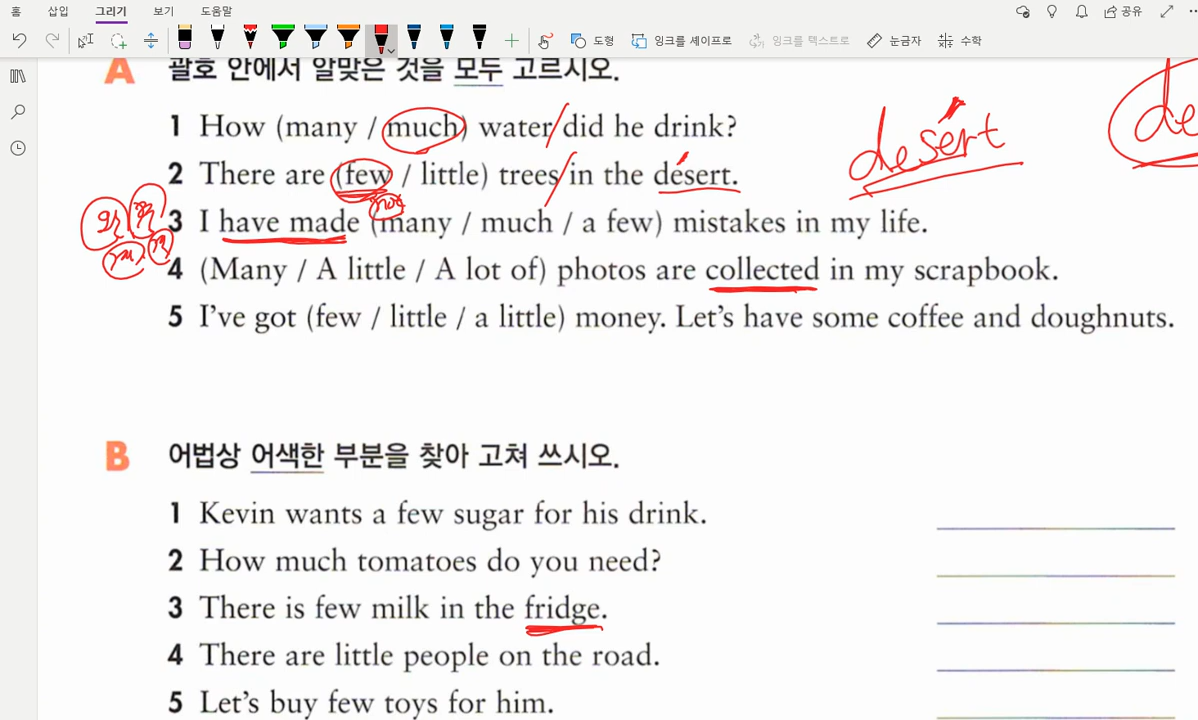 홈 삽입 그리기 보기 도움말 공유
도형 잉크를 셰이프로 잉크를 텍스트로 눈금자 수학
A 괄호 안에서 알맞은 것을 모두 고르시오.
1 How (many / much) water/did he drink?
desért
de
2 There are (few / little) trees/in the désert.
3 I have made (many / much / a few) mistakes in my life.
4 (Many / A little / A lot of) photos are collected in my scrapbook.
5 I've got (few / little / a little) money. Let's have some coffee and doughnuts.
B 어법상 어색한 부분을 찾아 고쳐 쓰시오.
1 Kevin wants a few sugar for his drink.
2 How much tomatoes do you need?
3 There is few milk in the fridge.
4 There are little people on the road.
5 Let's buy few toys for him.